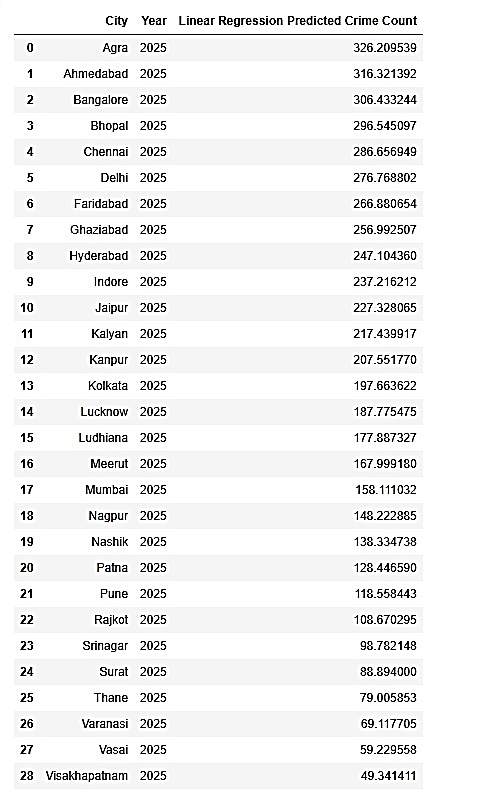 City Year Linear Regression Predicted Crime Count
0 Agra 2025 326.209539
1 Ahmedabad 2025 316.321392
2 Bangalore 2025 306.433244
3 Bhopal 2025 296.545097
4 Chennai 2025 286.656949
5 Delhi 2025 276.768802
6 Faridabad 2025 266.880654
7 Ghaziabad 2025 256.992507
8 Hyderabad 2025 247.104360
9 Indore 2025 237.216212
10 Jaipur 2025 227.328065
11 Kalyan 2025 217.439917
12 Kanpur 2025 207.551770
13 Kolkata 2025 197.663622
14 Lucknow 2025 187.775475
15 Ludhiana 2025 177.887327
16 Meerut 2025 167.999180
17 Mumbai 2025 158.111032
18 Nagpur 2025 148.222885
19 Nashik 2025 138.334738
20 Patna 2025 128.446590
21 Pune 2025 118.558443
22 Rajkot 2025 108.670295
23 Srinagar 2025 98.782148
24 Surat 2025 88.894000
25 Thane 2025 79.005853
26 Varanasi 2025 69.117705
27 Vasai 2025 59.229558
28 Visakhapatnam 2025 49.341411